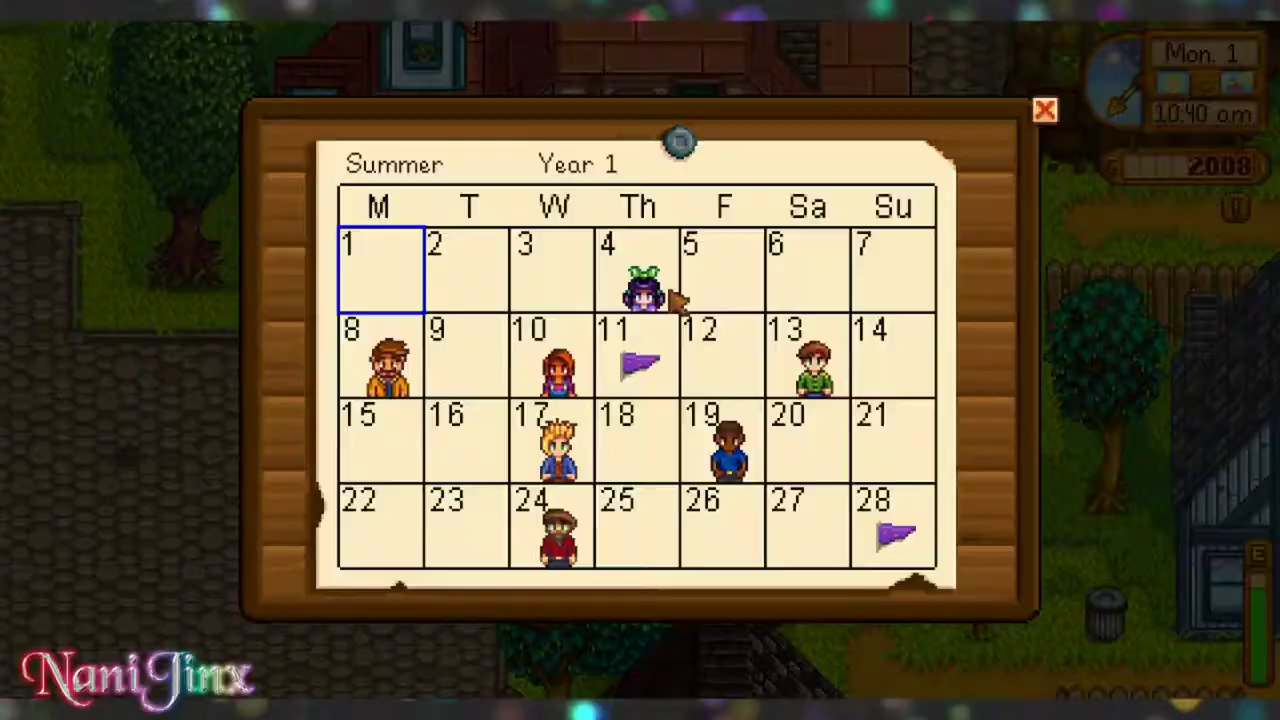 Mon. 1
10:40 am
2008
Summer Year 1
M T W Th F Sa Su
1 2 3 4 5 6 7
8 9 10 11 12 13 14
15 16 17 18 19 20 21
22 23 24 25 26 27 28
E
NaniJinx